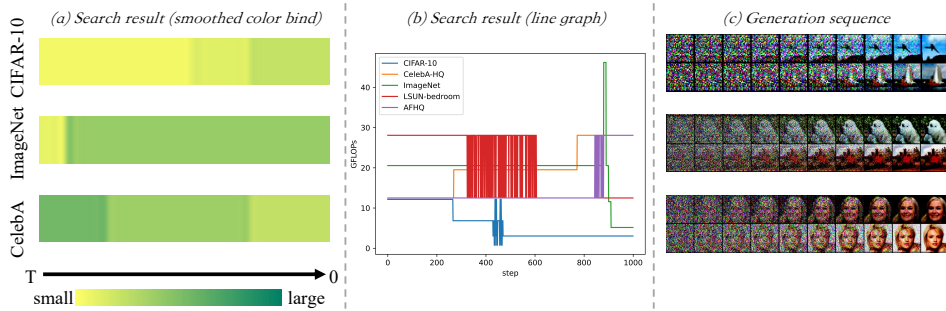 (a) Search result (smoothed color bind)
CIFAR-10
ImageNet
CelebA
T
0
small
large
(b) Search result (line graph)
GFLOPs
40
30
20
10
0
CIFAR-10
CelebA-HQ
ImageNet
LSUN-bedroom
AFHQ
0 200 400 600 800 1000
step
(c) Generation sequence